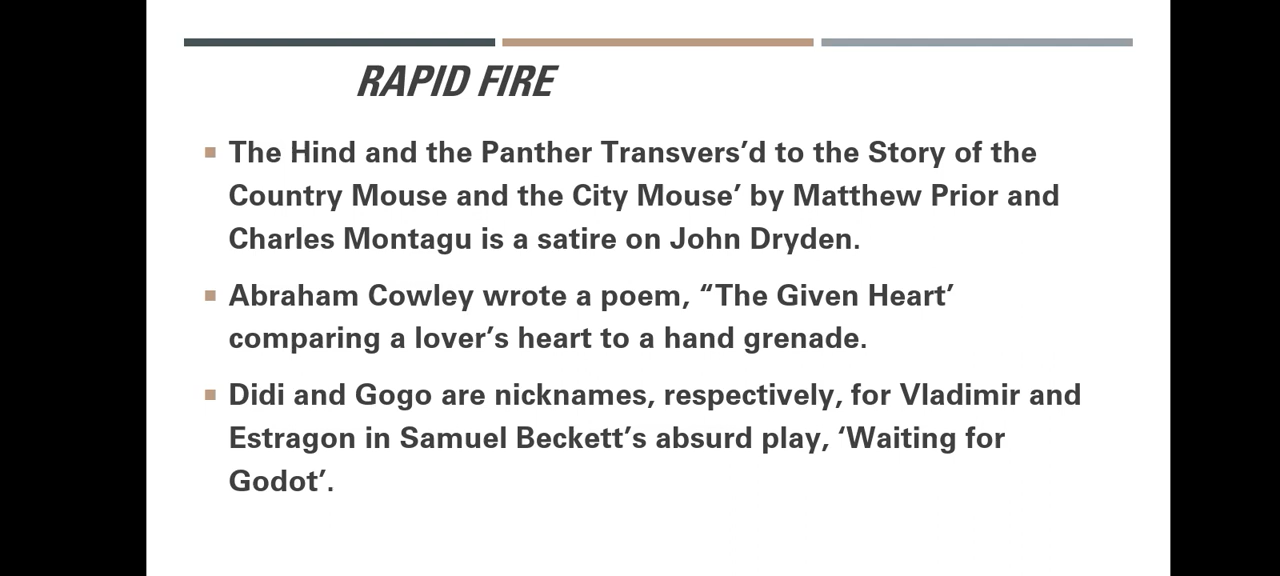 RAPID FIRE
The Hind and the Panther Transvers’d to the Story of the
Country Mouse and the City Mouse’ by Matthew Prior and
Charles Montagu is a satire on John Dryden.
Abraham Cowley wrote a poem, “The Given Heart’
comparing a lover’s heart to a hand grenade.
Didi and Gogo are nicknames, respectively, for Vladimir and
Estragon in Samuel Beckett’s absurd play, ‘Waiting for
Godot’.